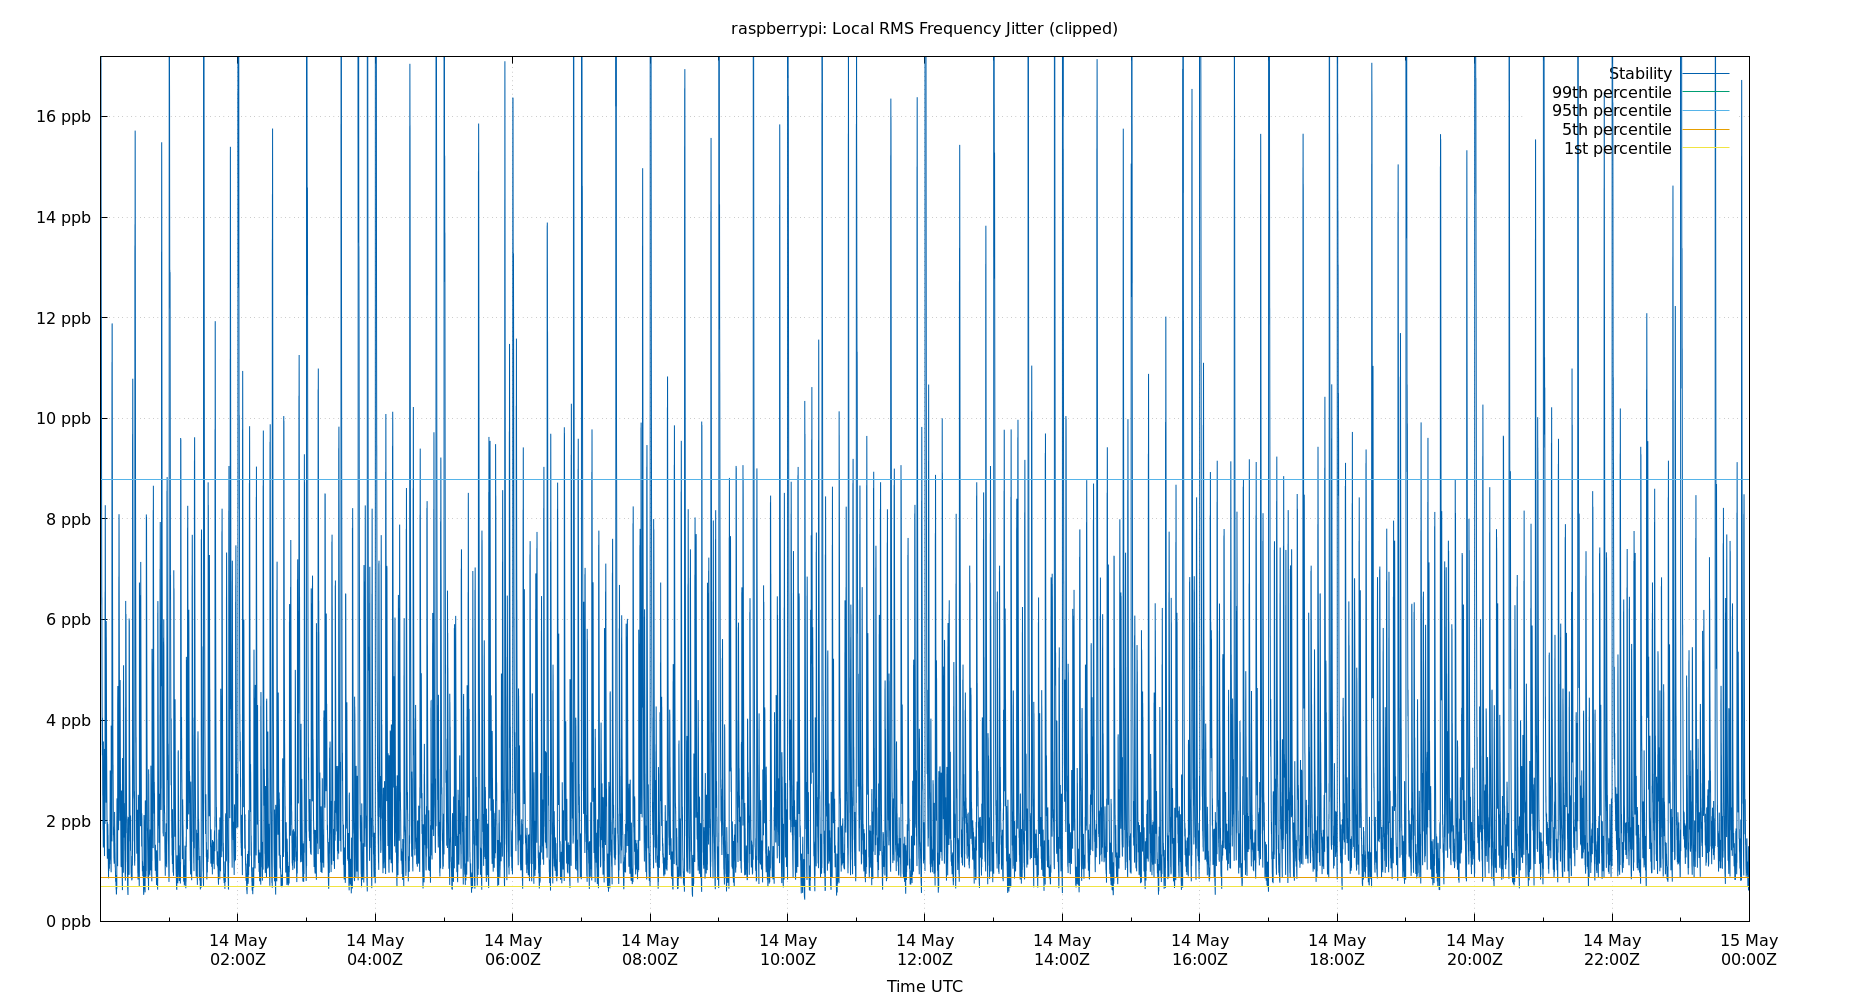 raspberrypi: Local RMS Frequency Jitter (clipped)
Stability
99th percentile
95th percentile
5th percentile
1st percentile
16 ppb
14 ppb
12 ppb
10 ppb
8 ppb
6 ppb
4 ppb
2 ppb
0 ppb
14 May 14 May 14 May 14 May 14 May 14 May 14 May 14 May 14 May 14 May 14 May 15 May
02:00Z 04:00Z 06:00Z 08:00Z 10:00Z 12:00Z 14:00Z 16:00Z 18:00Z 20:00Z 22:00Z 00:00Z
Time UTC